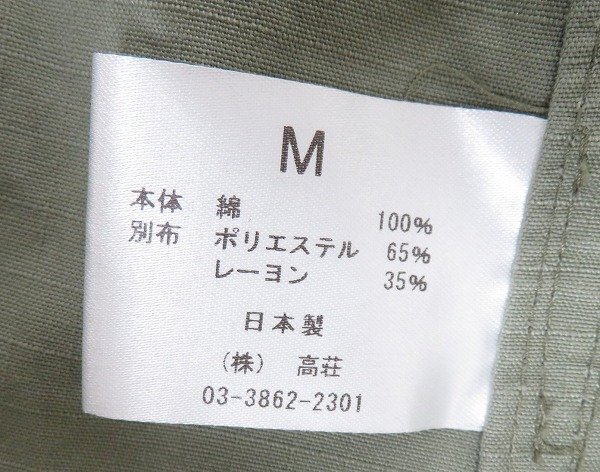 M
本体 綿 100%
別布 ポリエステル 65%
レーヨン 35%
日本製
(株) 高荘
03-3862-2301